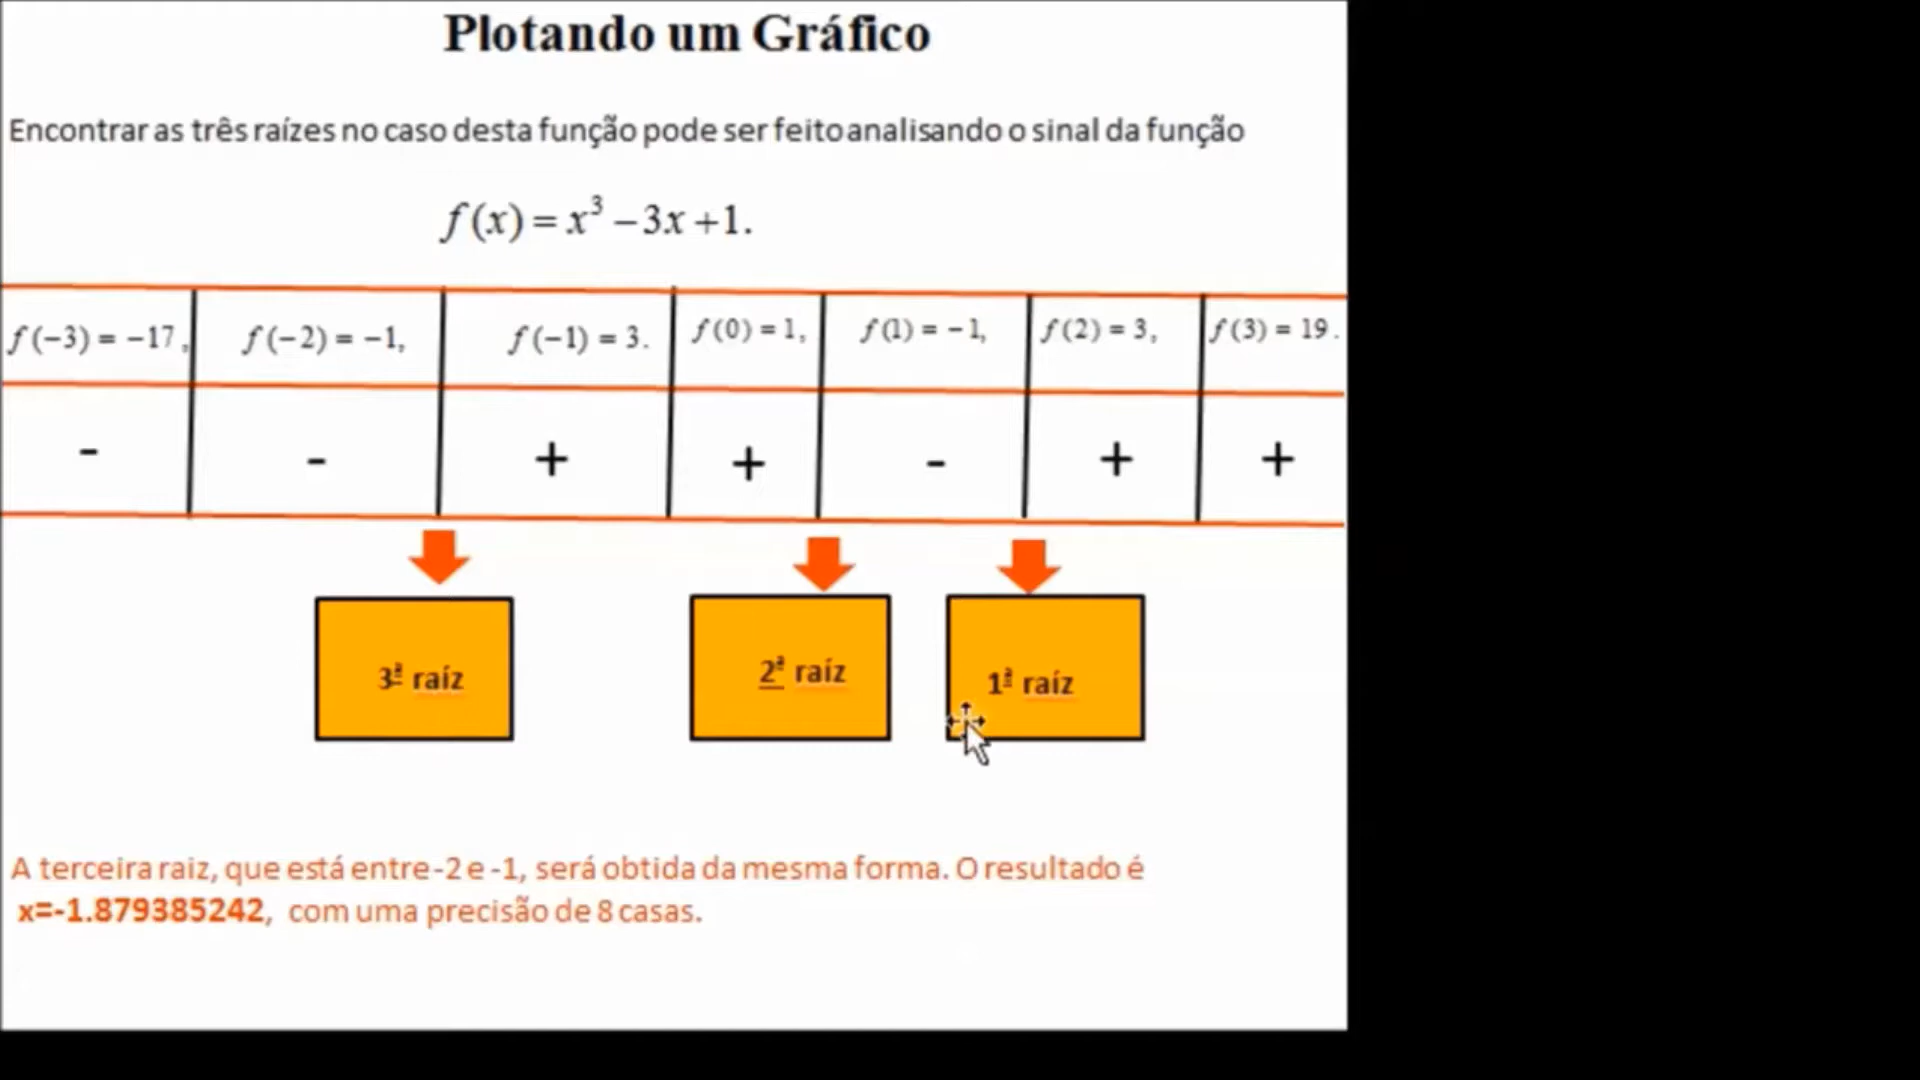 Plotando um Gráfico
Encontrar as três raízes no caso desta função pode ser feito analisando o sinal da função
f(x) = x³ − 3x + 1.
f(−3) = −17, f(−2) = −1, f(−1) = 3. f(0) = 1, f(1) = −1, f(2) = 3, f(3) = 19.
- - + + - + +
3ª raíz 2ª raíz 1ª raíz
A terceira raiz, que está entre -2 e -1, será obtida da mesma forma. O resultado é
x=-1.879385242, com uma precisão de 8 casas.